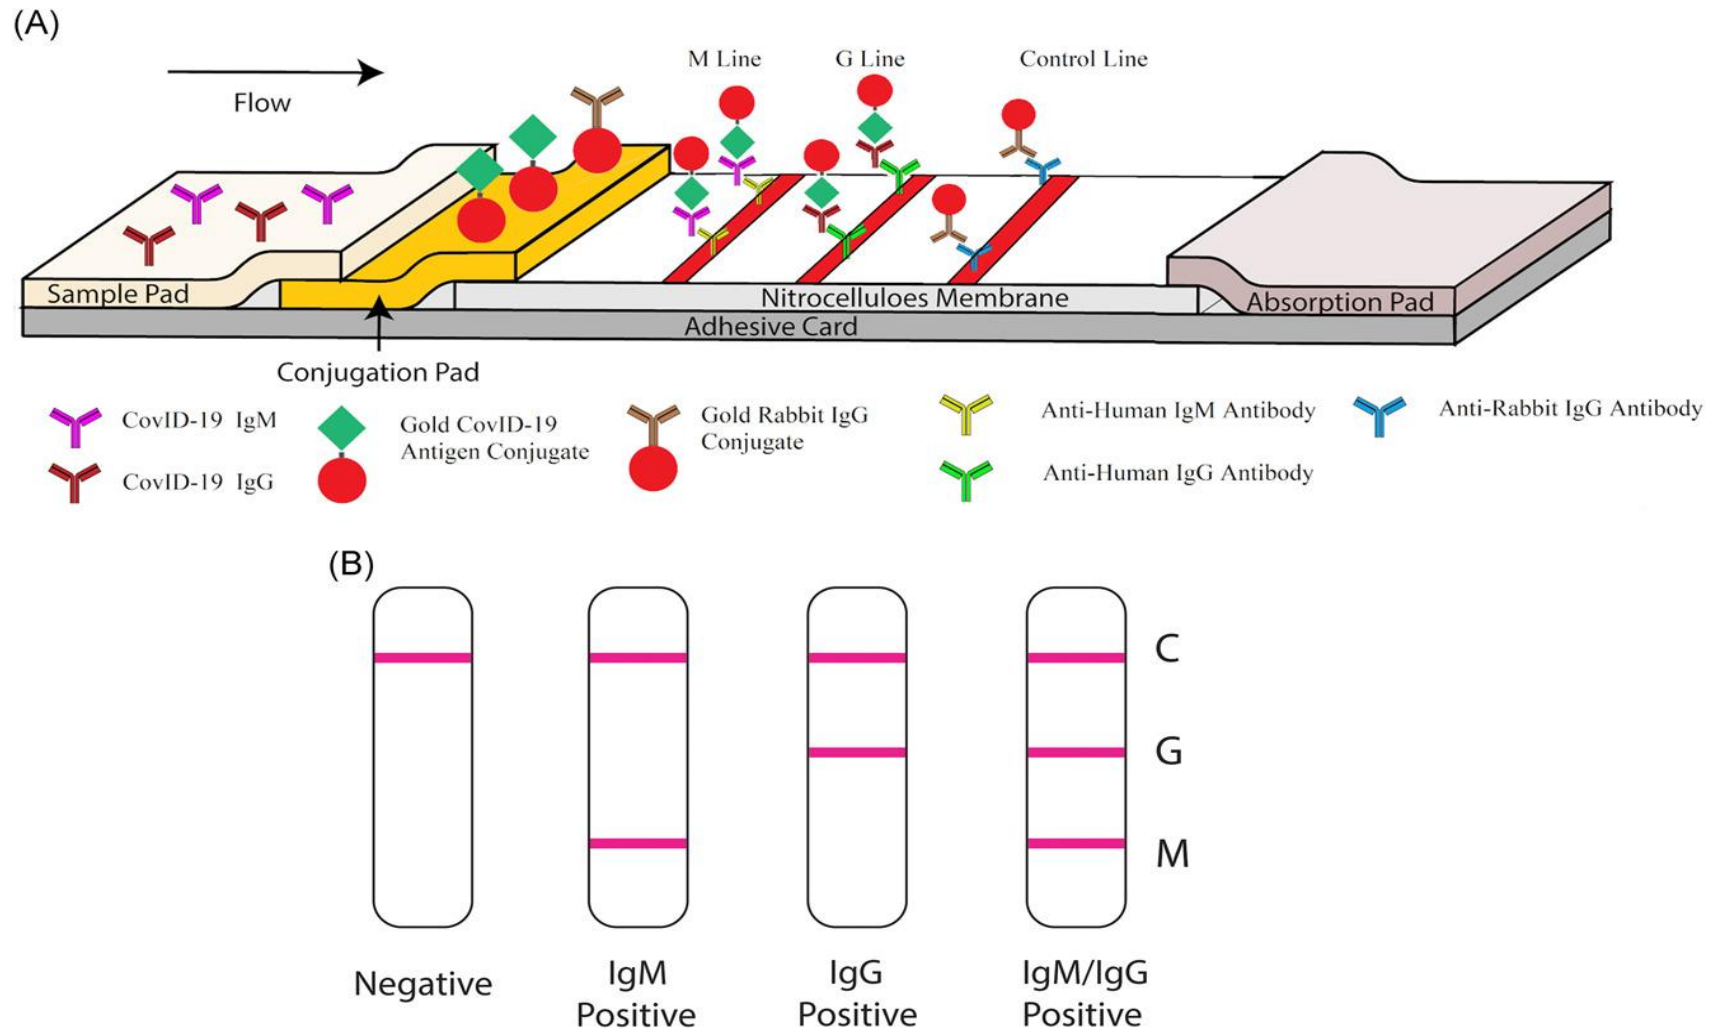 (A)
Flow
M Line
G Line
Control Line
Sample Pad
Nitrocelluloes Membrane
Absorption Pad
Adhesive Card
Conjugation Pad
CovID-19 IgM
CovID-19 IgG
Gold CovID-19
Antigen Conjugate
Gold Rabbit IgG
Conjugate
Anti-Human IgM Antibody
Anti-Human IgG Antibody
Anti-Rabbit IgG Antibody
(B)
C
G
M
Negative
IgM
Positive
IgG
Positive
IgM/IgG
Positive